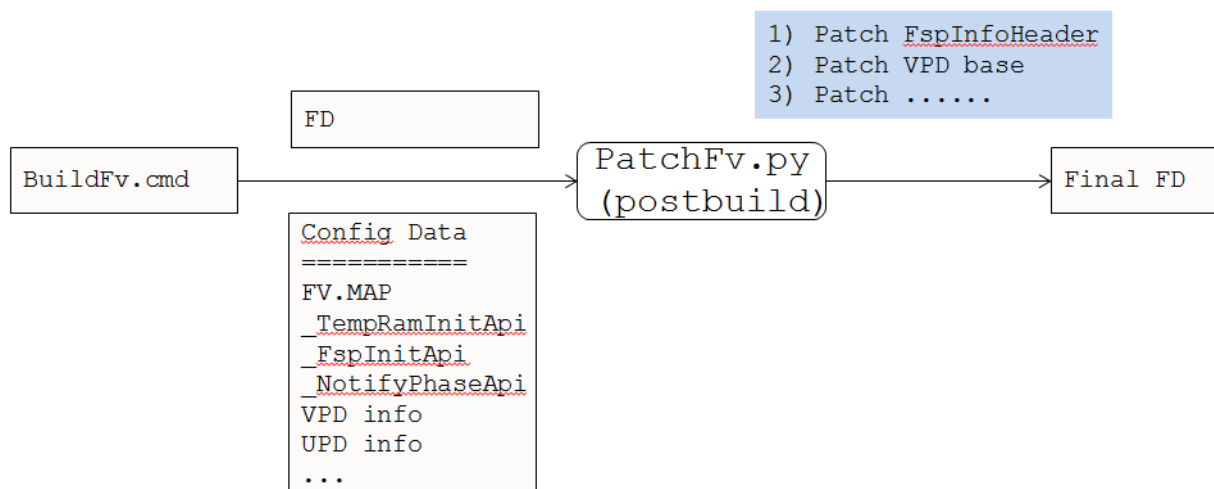 1) Patch FspInfoHeader
2) Patch VPD base
3) Patch ......
FD
BuildFv.cmd
PatchFv.py
(postbuild)
Final FD
Config Data
===========
FV.MAP
_TempRamInitApi
_FspInitApi
_NotifyPhaseApi
VPD info
UPD info
...